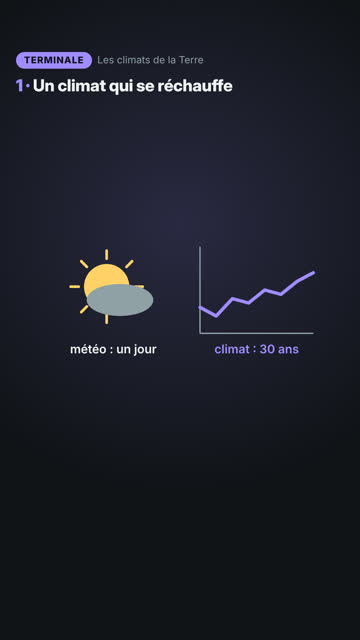 TERMINALE Les climats de la Terre
1· Un climat qui se réchauffe
météo : un jour
climat : 30 ans